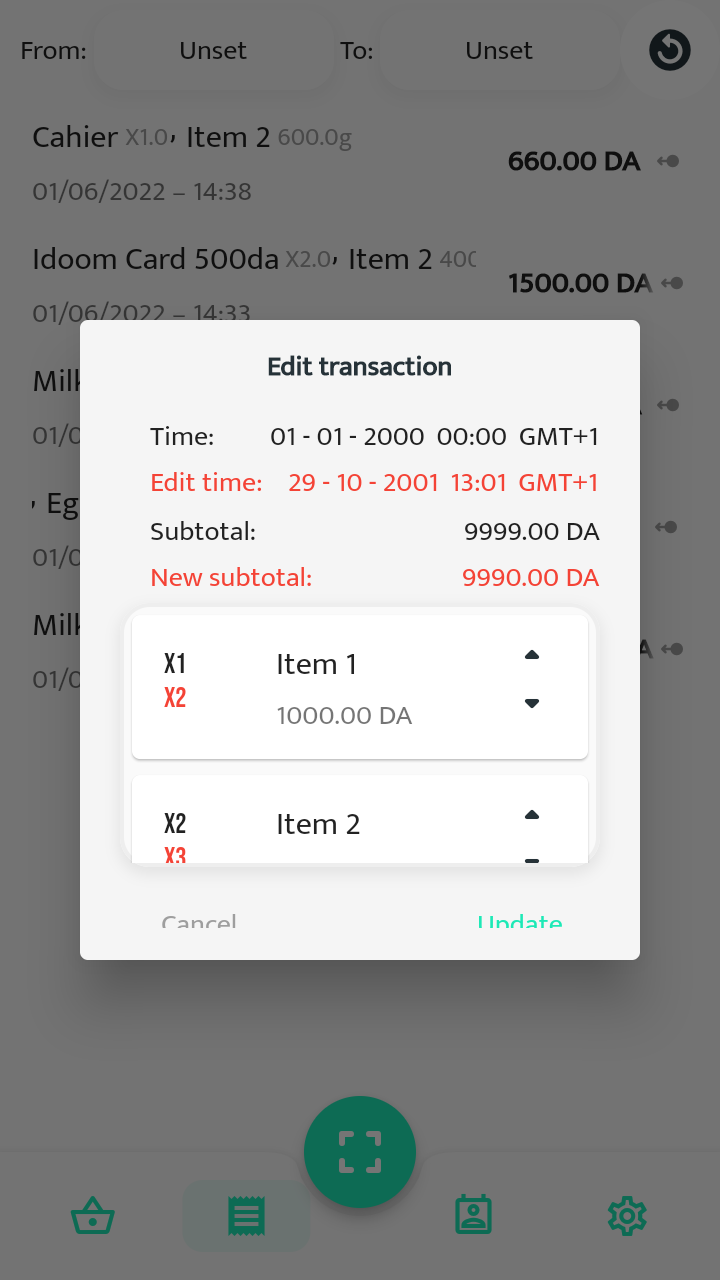 From: Unset To: Unset
Cahier X1.0, Item 2 600.0g
660.00 DA
01/06/2022 – 14:38
Idoom Card 500da X2.0, Item 2 400
1500.00 DA
01/06/2022 – 14:33
Edit transaction
Milk
Time: 01 - 01 - 2000 00:00 GMT+1
01/0
Edit time: 29 - 10 - 2001 13:01 GMT+1
, Eg
Subtotal: 9999.00 DA
01/0
New subtotal: 9990.00 DA
Milk
X1 Item 1
X2
01/0
1000.00 DA
X2 Item 2
X3
Cancel Update